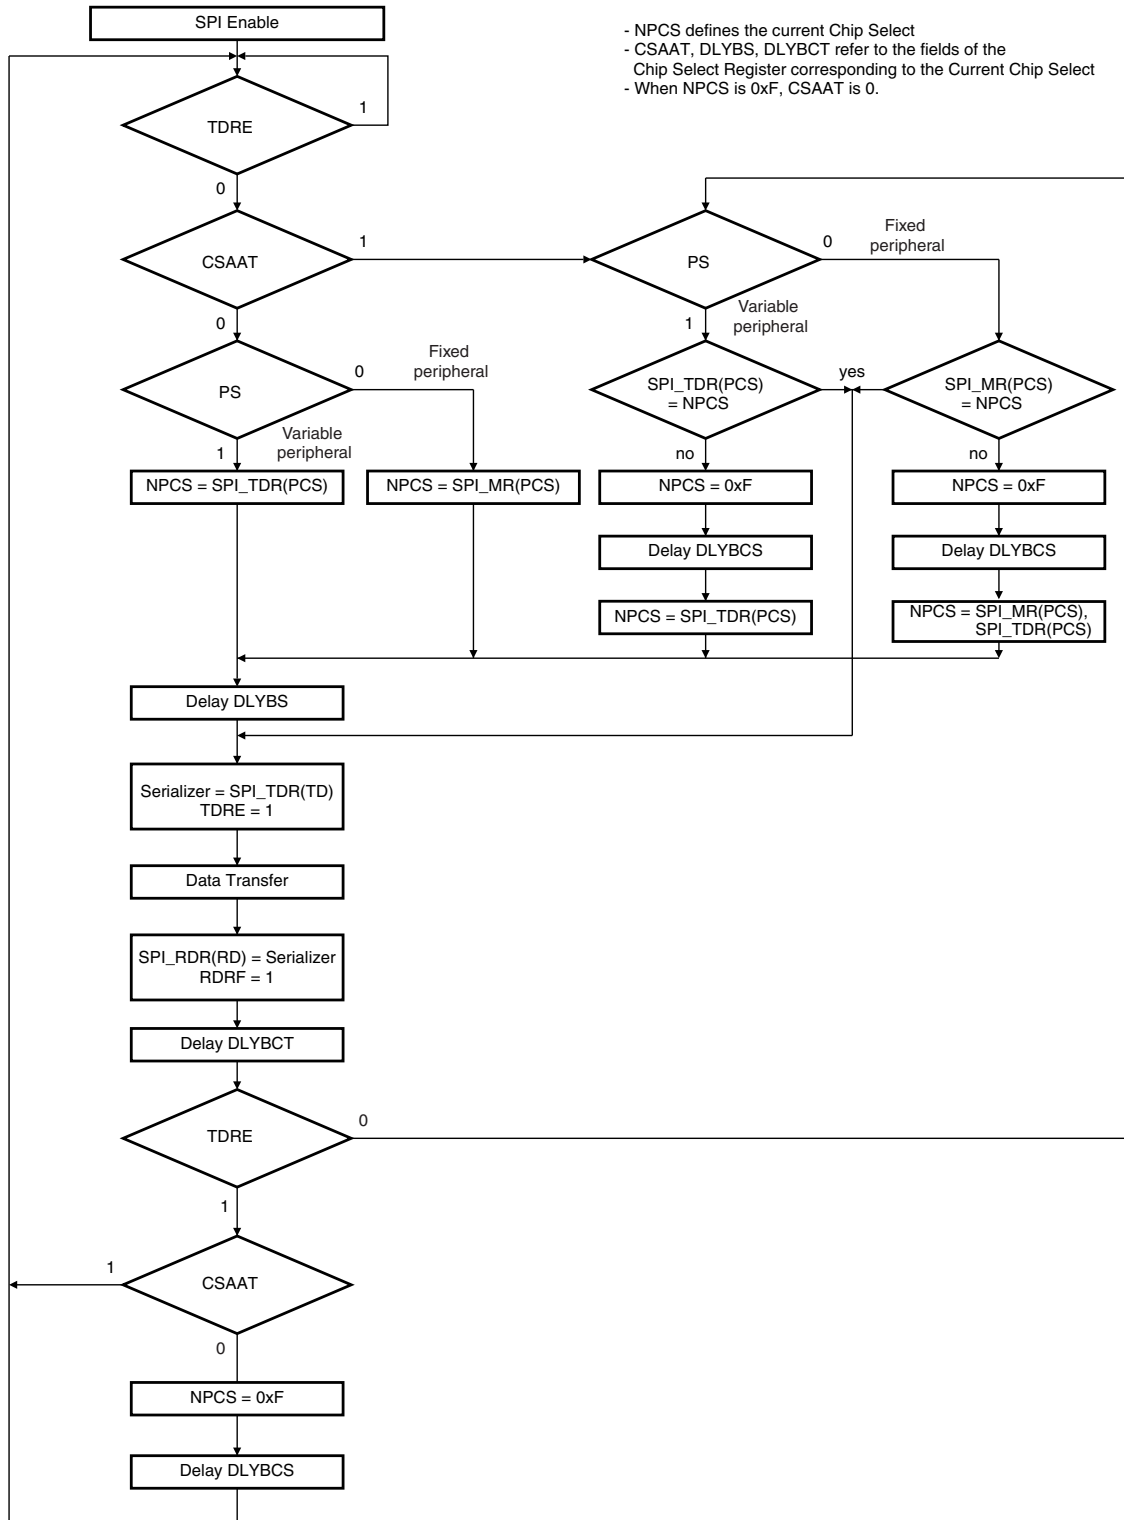 SPI Enable
- NPCS defines the current Chip Select
- CSAAT, DLYBS, DLYBCT refer to the fields of the
Chip Select Register corresponding to the Current Chip Select
- When NPCS is 0xF, CSAAT is 0.
TDRE
1
0
CSAAT
1
0
PS
0
Fixed
peripheral
1
Variable
peripheral
PS
0
Fixed
peripheral
1
Variable
peripheral
SPI_TDR(PCS)
= NPCS
yes
SPI_MR(PCS)
= NPCS
no
no
NPCS = SPI_TDR(PCS)
NPCS = SPI_MR(PCS)
NPCS = 0xF
NPCS = 0xF
Delay DLYBCS
Delay DLYBCS
NPCS = SPI_TDR(PCS)
NPCS = SPI_MR(PCS),
SPI_TDR(PCS)
Delay DLYBS
Serializer = SPI_TDR(TD)
TDRE = 1
Data Transfer
SPI_RDR(RD) = Serializer
RDRF = 1
Delay DLYBCT
TDRE
0
1
CSAAT
1
0
NPCS = 0xF
Delay DLYBCS